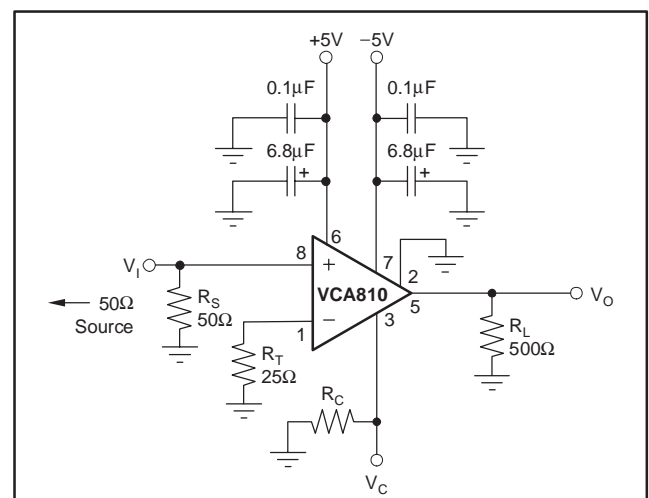 +5V
−5V
0.1µF
0.1µF
6.8µF
+
6.8µF
+
6
V_I
8
+
7
2
VCA810
50Ω
Source
R_S
50Ω
−
1
3
5
V_O
R_T
25Ω
R_L
500Ω
R_C
V_C